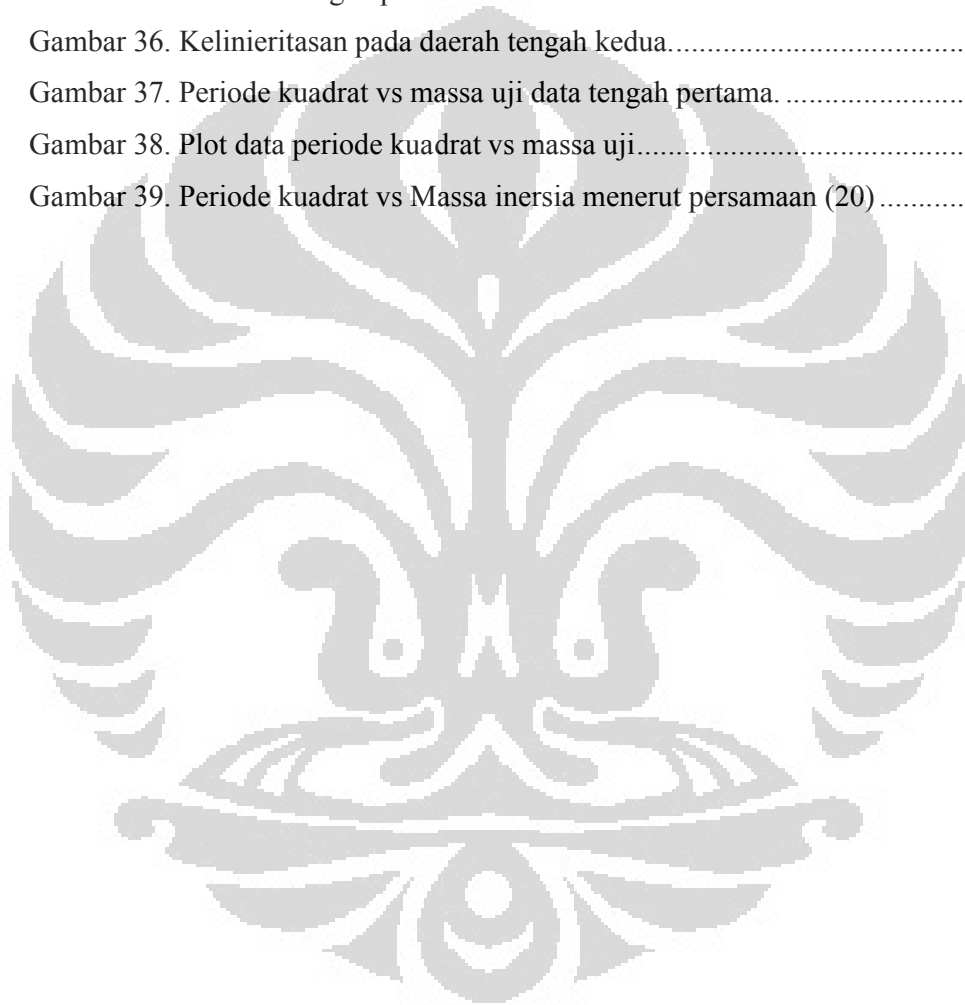 Gambar 36. Kelinieritasan pada daerah tengah kedua....................................
Gambar 37. Periode kuadrat vs massa uji data tengah pertama. .......................
Gambar 38. Plot data periode kuadrat vs massa uji..........................................
Gambar 39. Periode kuadrat vs Massa inersia menerut persamaan (20)...........